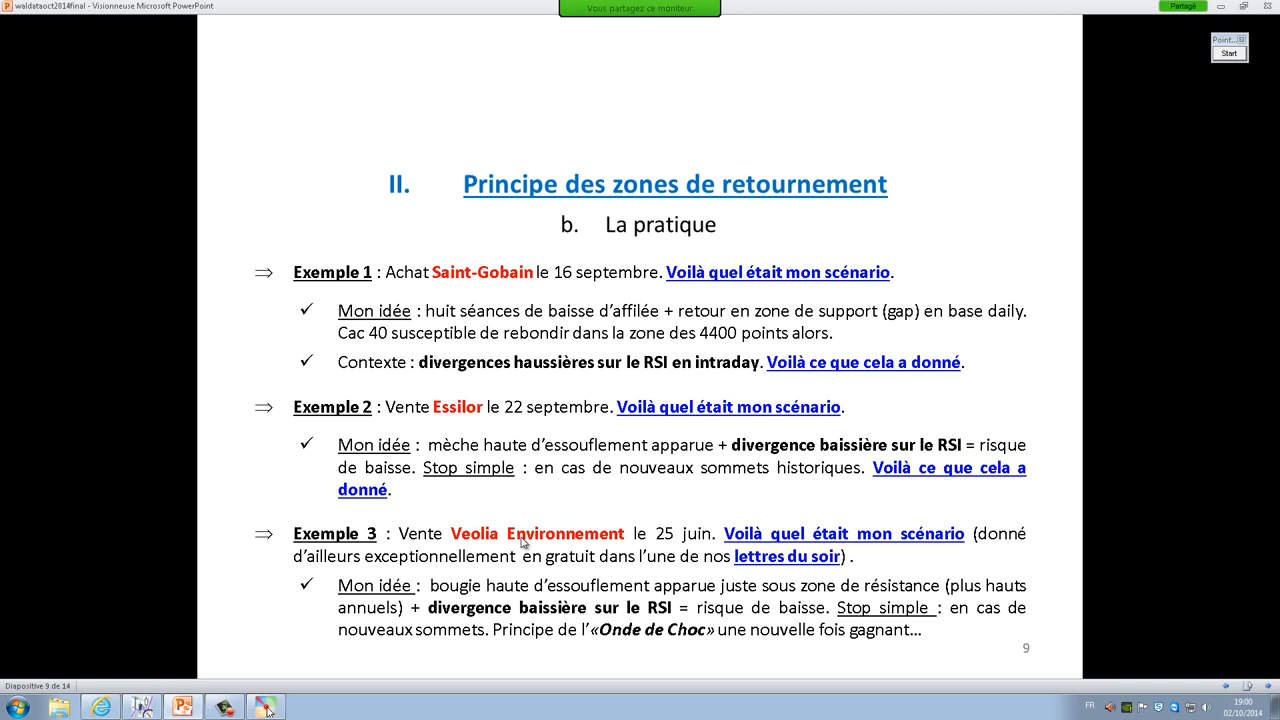 waldataoct2014final - Visionneuse Microsoft PowerPoint
Vous partagez ce moniteur.
Partagé
Point...
Start
II. Principe des zones de retournement
b. La pratique
⇒ Exemple 1 : Achat Saint-Gobain le 16 septembre. Voilà quel était mon scénario.
✓ Mon idée : huit séances de baisse d’affilée + retour en zone de support (gap) en base daily.
Cac 40 susceptible de rebondir dans la zone des 4400 points alors.
✓ Contexte : divergences haussières sur le RSI en intraday. Voilà ce que cela a donné.
⇒ Exemple 2 : Vente Essilor le 22 septembre. Voilà quel était mon scénario.
✓ Mon idée : mèche haute d’essouflement apparue + divergence baissière sur le RSI = risque
de baisse. Stop simple : en cas de nouveaux sommets historiques. Voilà ce que cela a
donné.
⇒ Exemple 3 : Vente Veolia Environnement le 25 juin. Voilà quel était mon scénario (donné
d’ailleurs exceptionnellement en gratuit dans l’une de nos lettres du soir) .
✓ Mon idée : bougie haute d’essouflement apparue juste sous zone de résistance (plus hauts
annuels) + divergence baissière sur le RSI = risque de baisse. Stop simple : en cas de
nouveaux sommets. Principe de l’«Onde de Choc» une nouvelle fois gagnant…
9
Diapositive 9 de 14
FR
19:00
02/10/2014